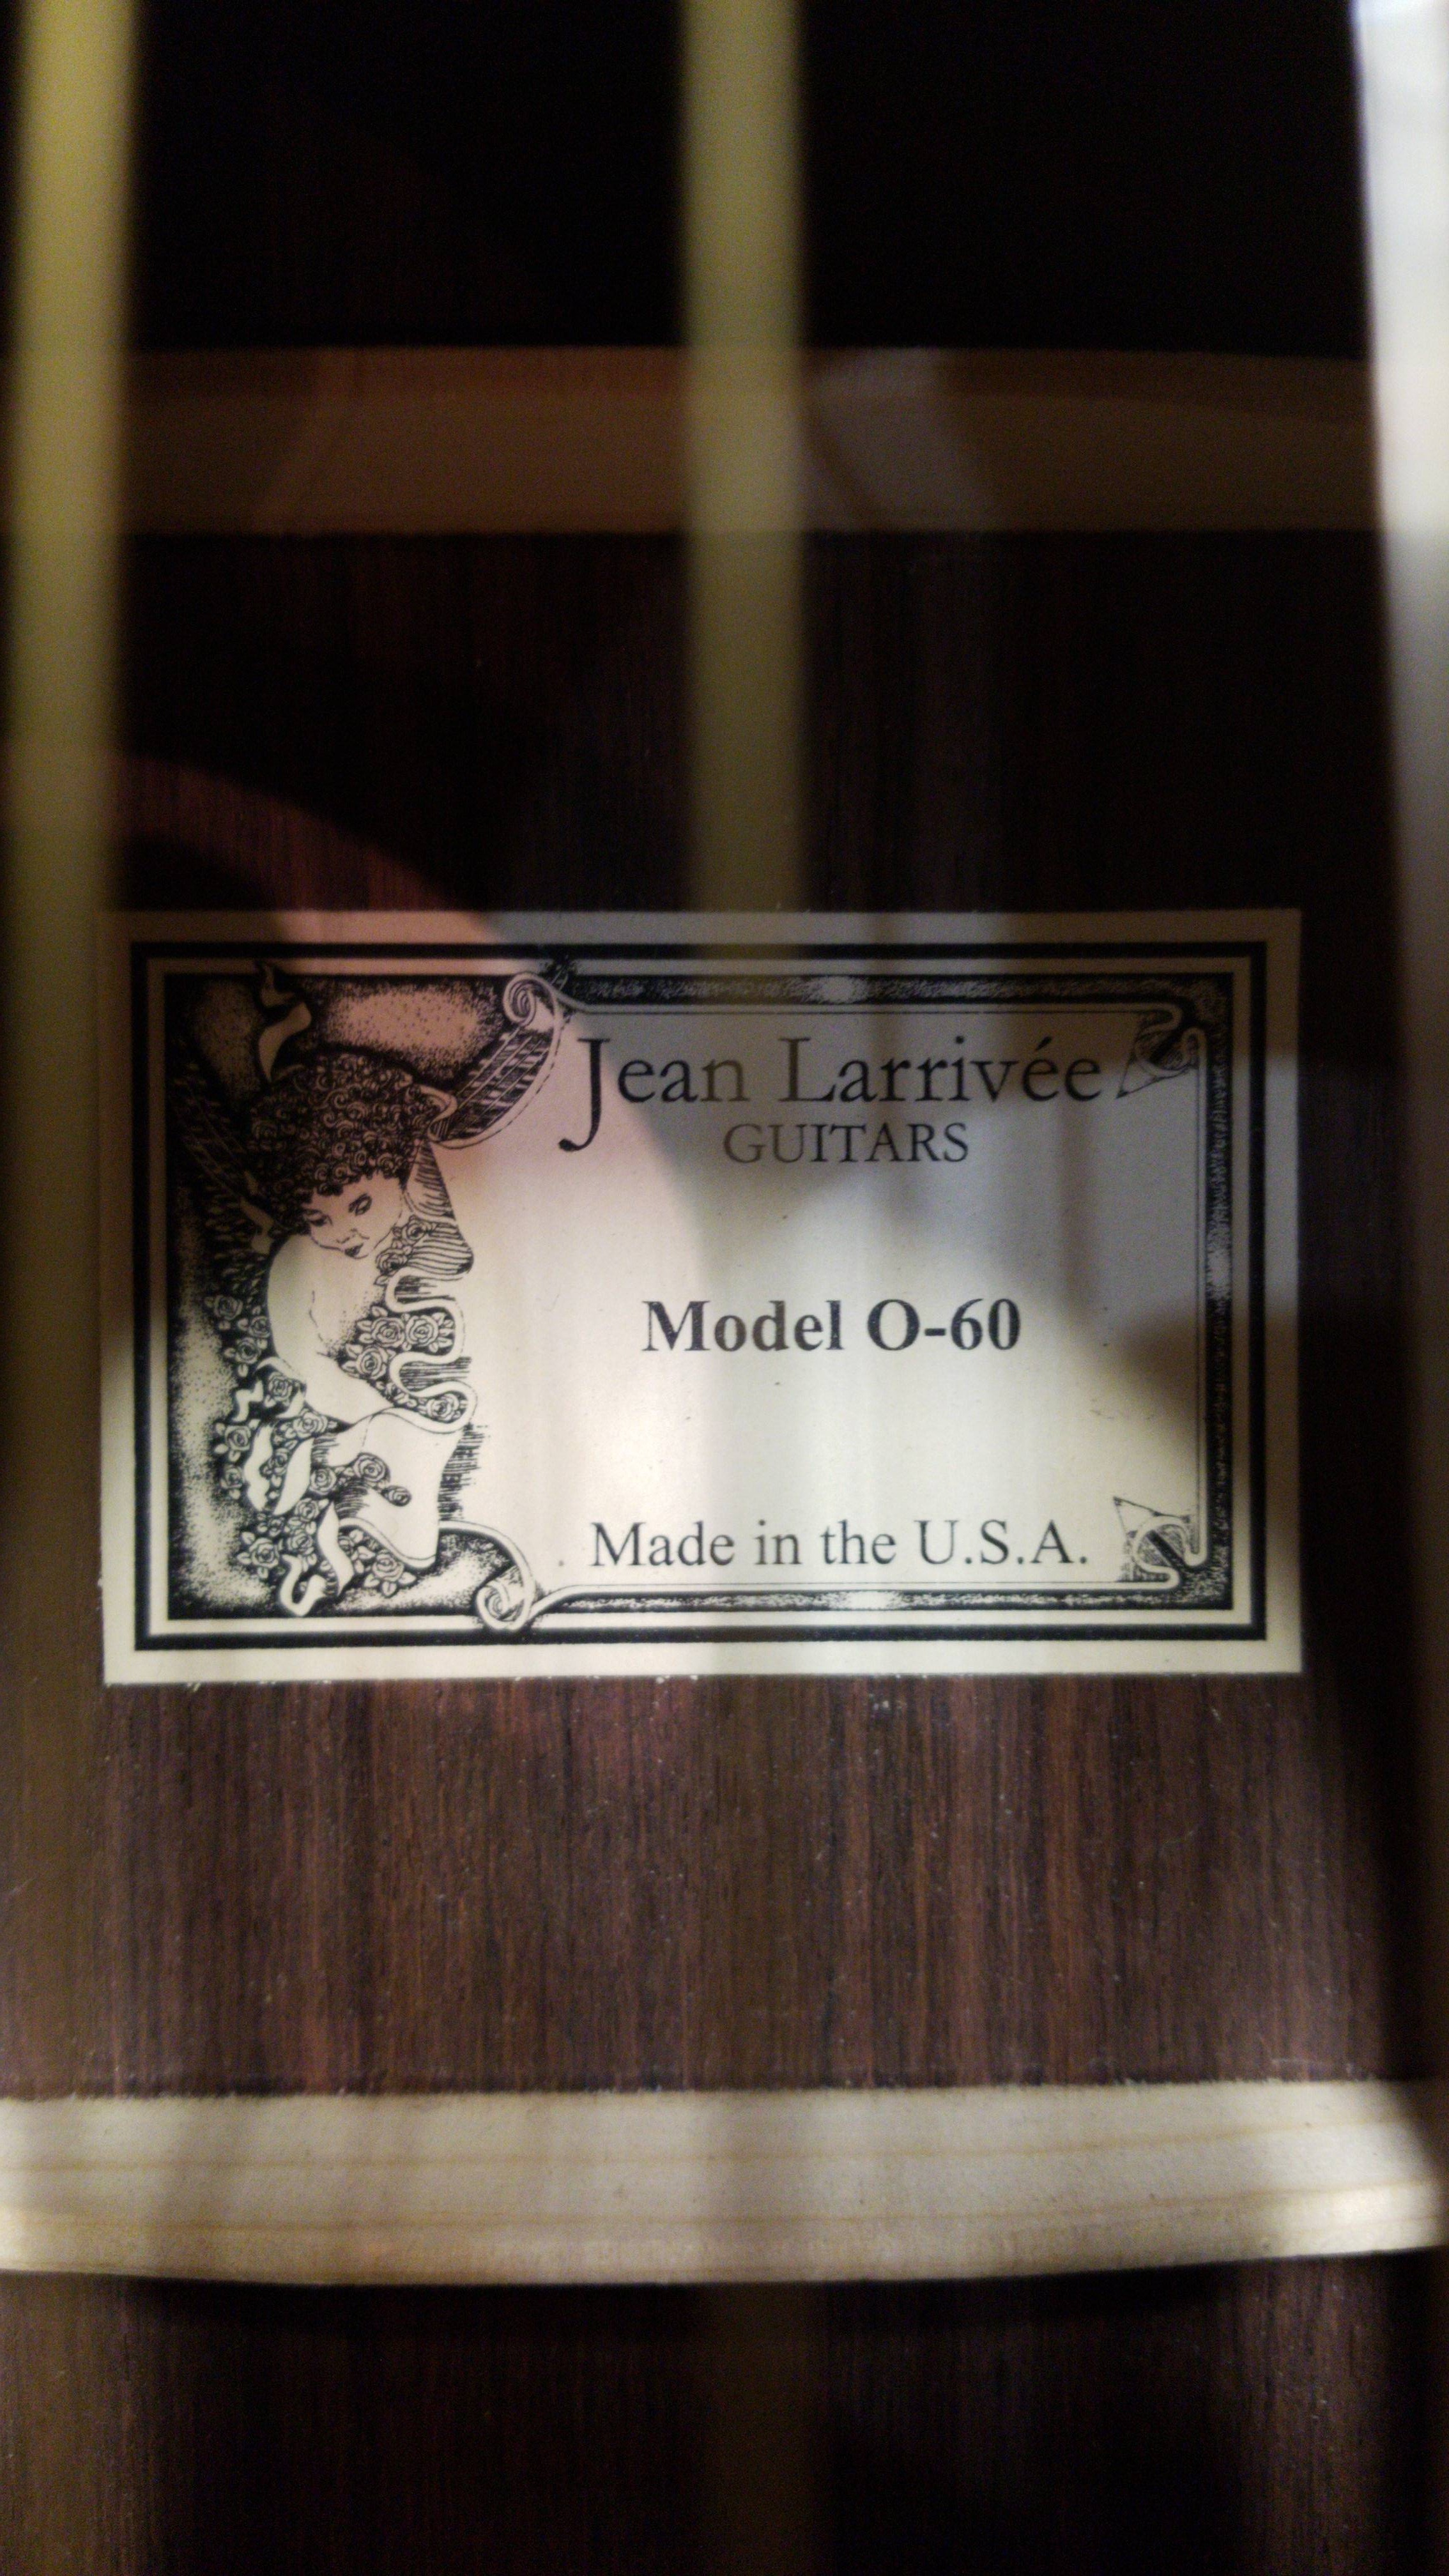 Jean Larrivée
GUITARS
Model O-60
Made in the U.S.A.